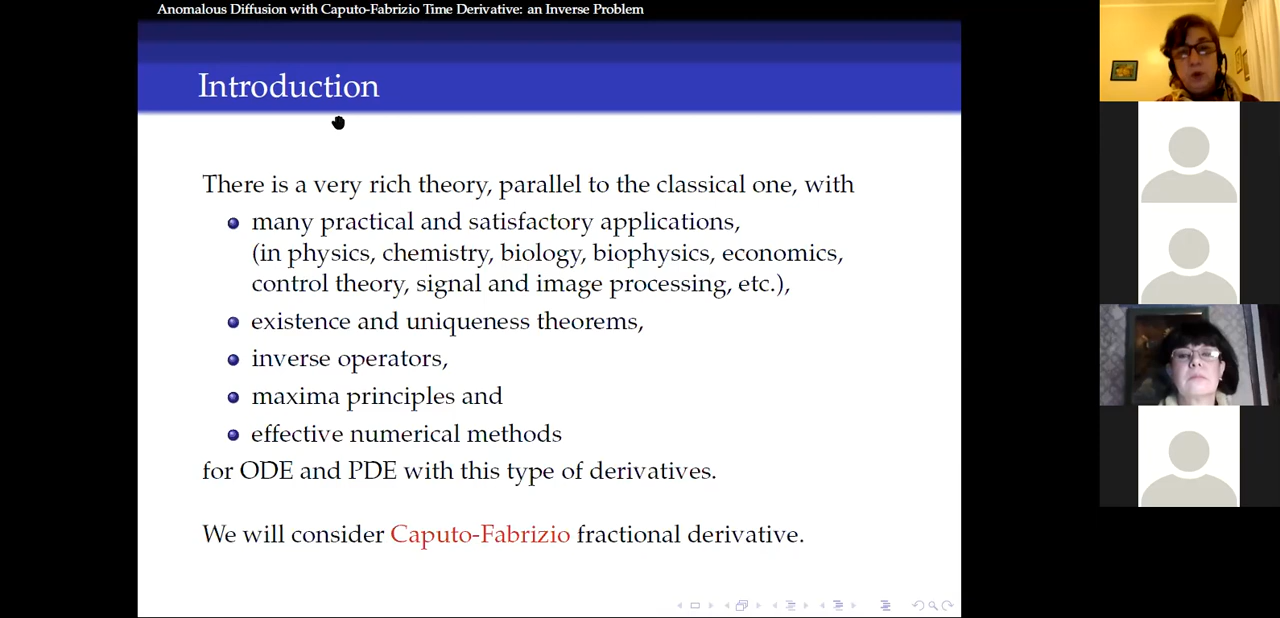 Anomalous Diffusion with Caputo-Fabrizio Time Derivative: an Inverse Problem
Introduction
There is a very rich theory, parallel to the classical one, with
many practical and satisfactory applications,
(in physics, chemistry, biology, biophysics, economics,
control theory, signal and image processing, etc.),
existence and uniqueness theorems,
inverse operators,
maxima principles and
effective numerical methods
for ODE and PDE with this type of derivatives.
We will consider Caputo-Fabrizio fractional derivative.